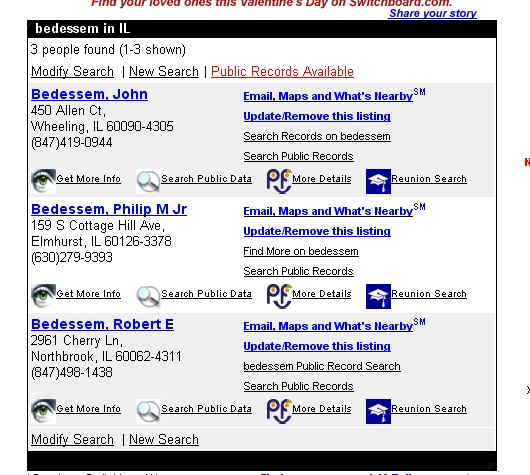 Find your loved ones this Valentine's Day on Switchboard.com.
Share your story
bedessem in IL
3 people found (1-3 shown)
Modify Search | New Search | Public Records Available
Bedessem, John
450 Allen Ct,
Wheeling, IL 60090-4305
(847)419-0944
Email, Maps and What's Nearby SM
Update/Remove this listing
Search Records on bedessem
Search Public Records
Get More Info Search Public Data More Details Reunion Search
Bedessem, Philip M Jr
159 S Cottage Hill Ave,
Elmhurst, IL 60126-3378
(630)279-9393
Email, Maps and What's Nearby SM
Update/Remove this listing
Find More on bedessem
Search Public Records
Get More Info Search Public Data More Details Reunion Search
Bedessem, Robert E
2961 Cherry Ln,
Northbrook, IL 60062-4311
(847)498-1438
Email, Maps and What's Nearby SM
Update/Remove this listing
bedessem Public Record Search
Search Public Records
Get More Info Search Public Data More Details Reunion Search
Modify Search | New Search